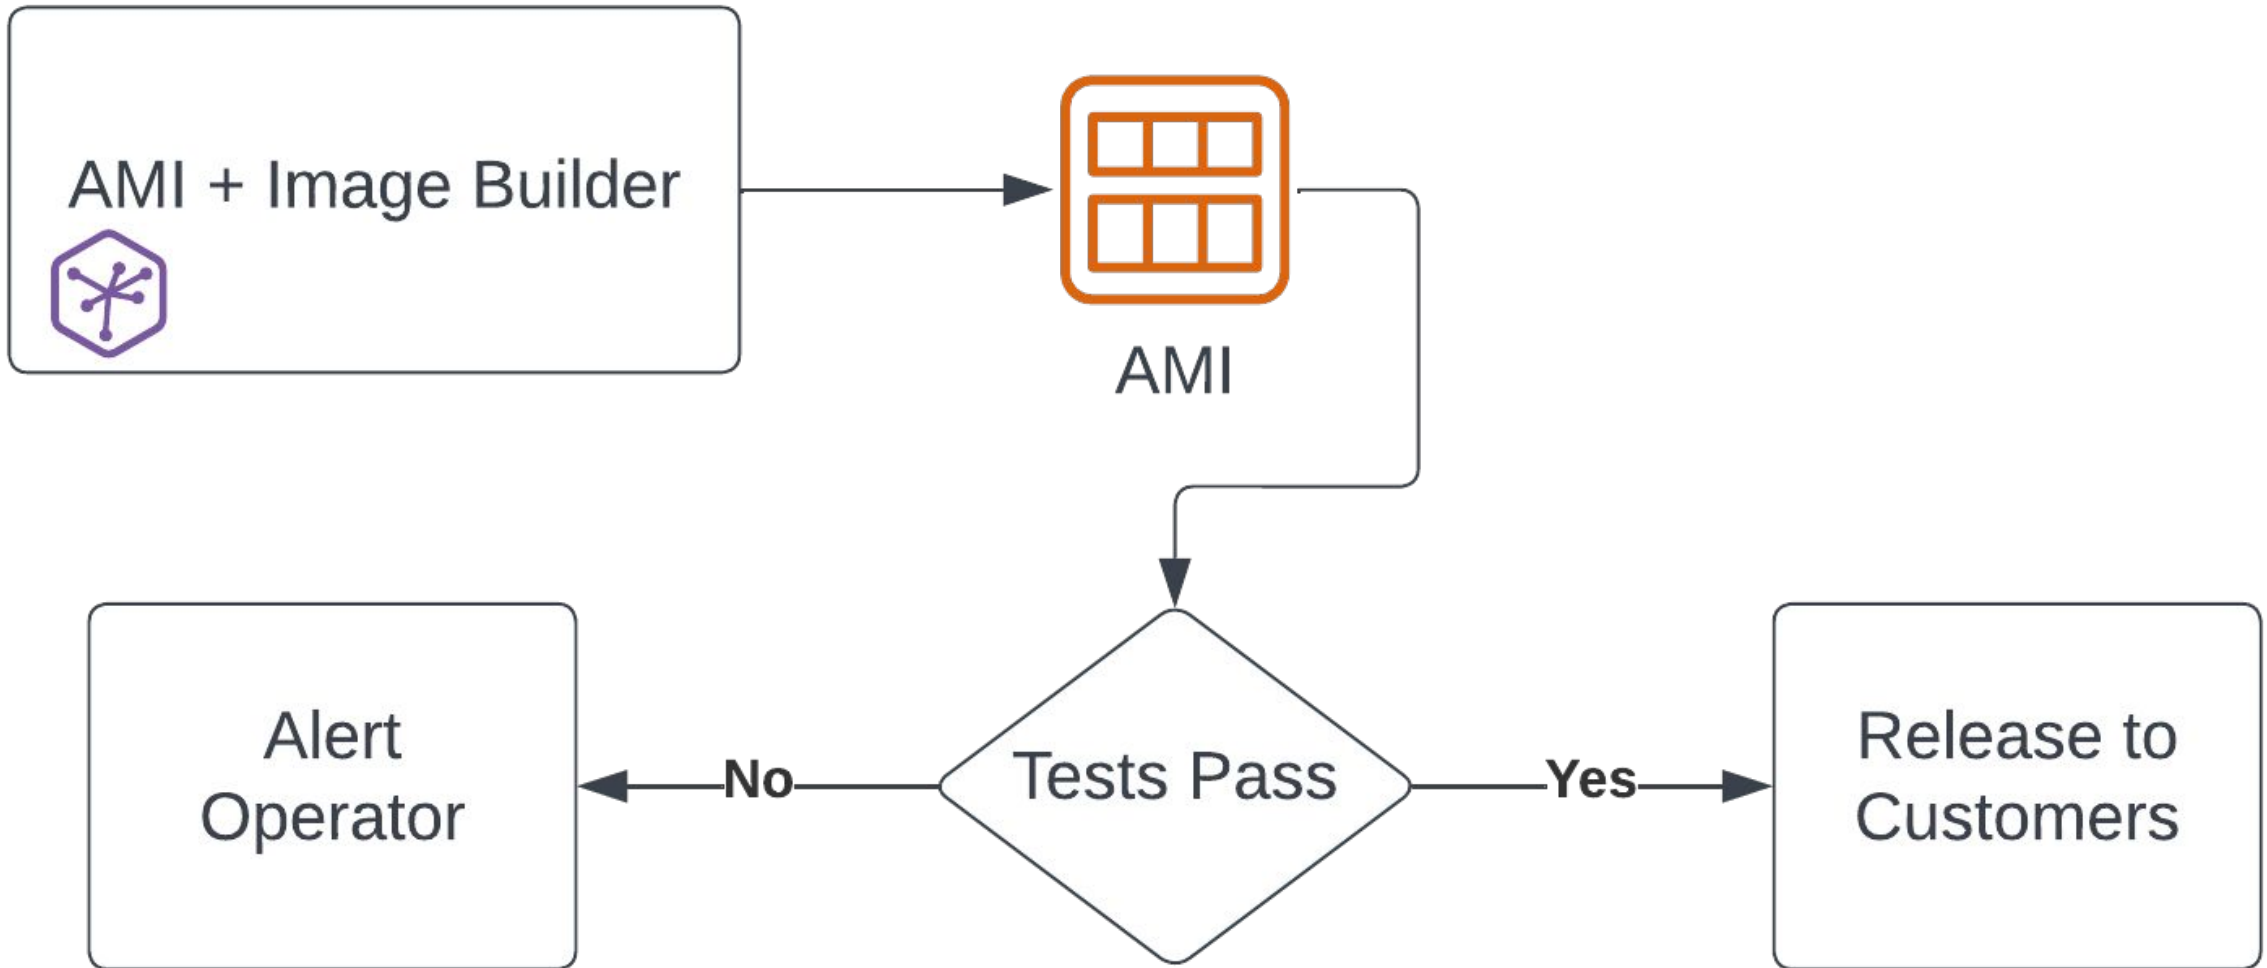 AMI + Image Builder
AMI
Alert
Operator
No
Tests Pass
Yes
Release to
Customers